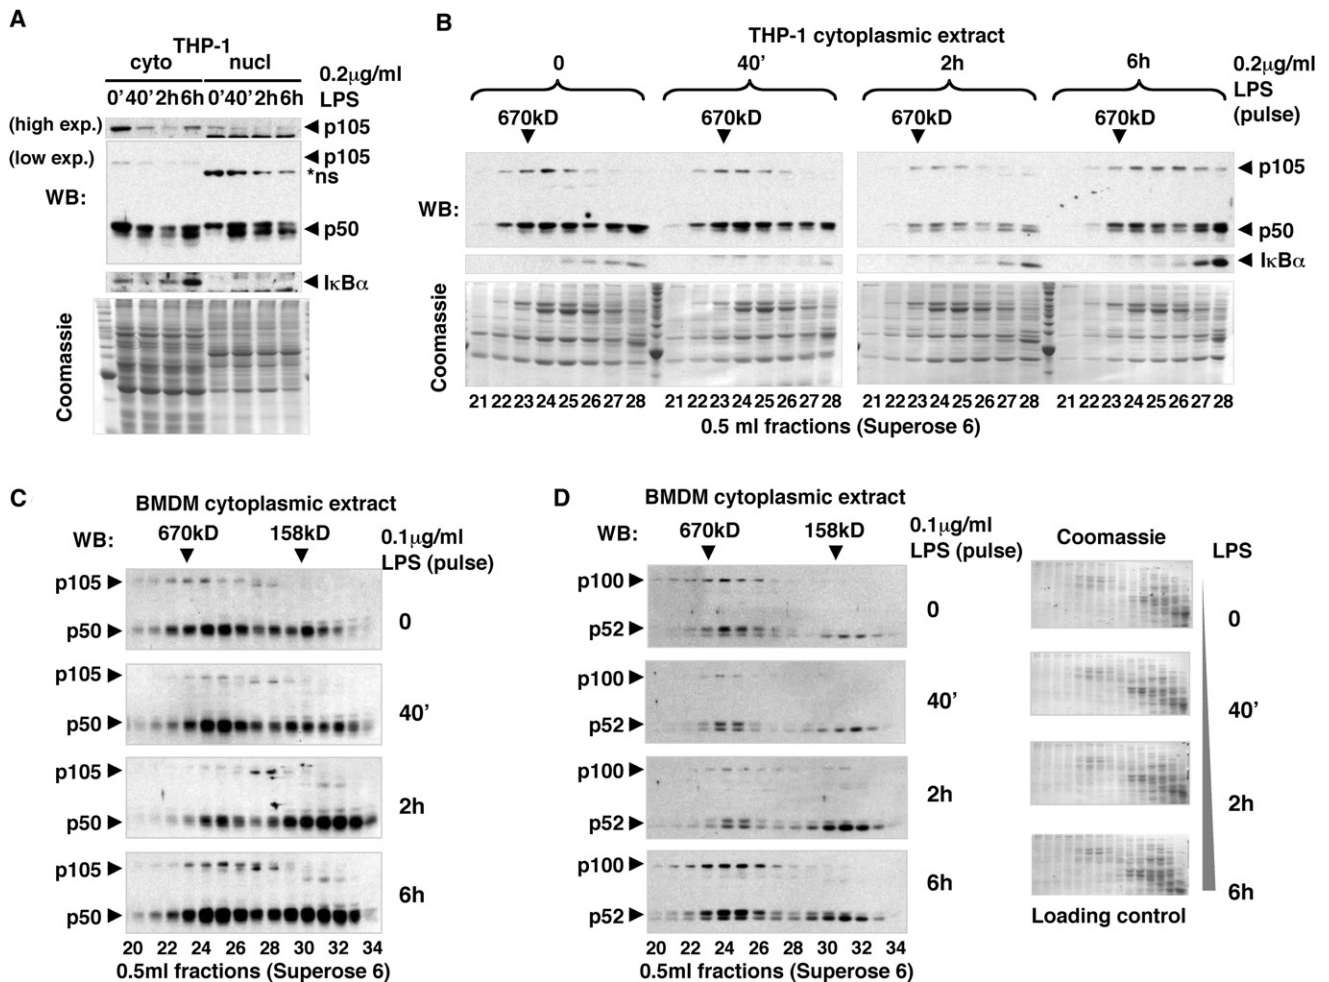 A
THP-1
cyto nucl
0.2µg/ml
LPS
0' 40' 2h 6h 0' 40' 2h 6h
(high exp.) p105
(low exp.) p105
*ns
WB:
p50
IκBα
Coomassie
B
THP-1 cytoplasmic extract
0 40' 2h 6h
0.2µg/ml
LPS
(pulse)
670kD 670kD 670kD 670kD
p105
WB:
p50
IκBα
Coomassie
21 22 23 24 25 26 27 28 21 22 23 24 25 26 27 28 21 22 23 24 25 26 27 28 21 22 23 24 25 26 27 28
0.5 ml fractions (Superose 6)
C
BMDM cytoplasmic extract
WB: 670kD 158kD
0.1µg/ml
LPS (pulse)
p105
p50
0
p105
p50
40'
p105
p50
2h
p105
p50
6h
20 22 24 26 28 30 32 34
0.5ml fractions (Superose 6)
D
BMDM cytoplasmic extract
WB: 670kD 158kD
0.1µg/ml
LPS (pulse)
p100
p52
0
p100
p52
40'
p100
p52
2h
p100
p52
6h
20 22 24 26 28 30 32 34
0.5ml fractions (Superose 6)
Coomassie LPS
0
40'
2h
6h
Loading control